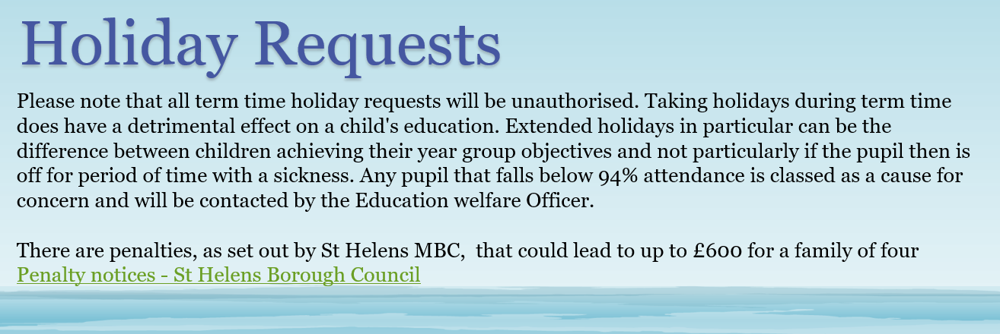 Holiday Requests
Please note that all term time holiday requests will be unauthorised. Taking holidays during term time
does have a detrimental effect on a child's education. Extended holidays in particular can be the
difference between children achieving their year group objectives and not particularly if the pupil then is
off for period of time with a sickness. Any pupil that falls below 94% attendance is classed as a cause for
concern and will be contacted by the Education welfare Officer.
There are penalties, as set out by St Helens MBC,  that could lead to up to £600 for a family of four
Penalty notices - St Helens Borough Council